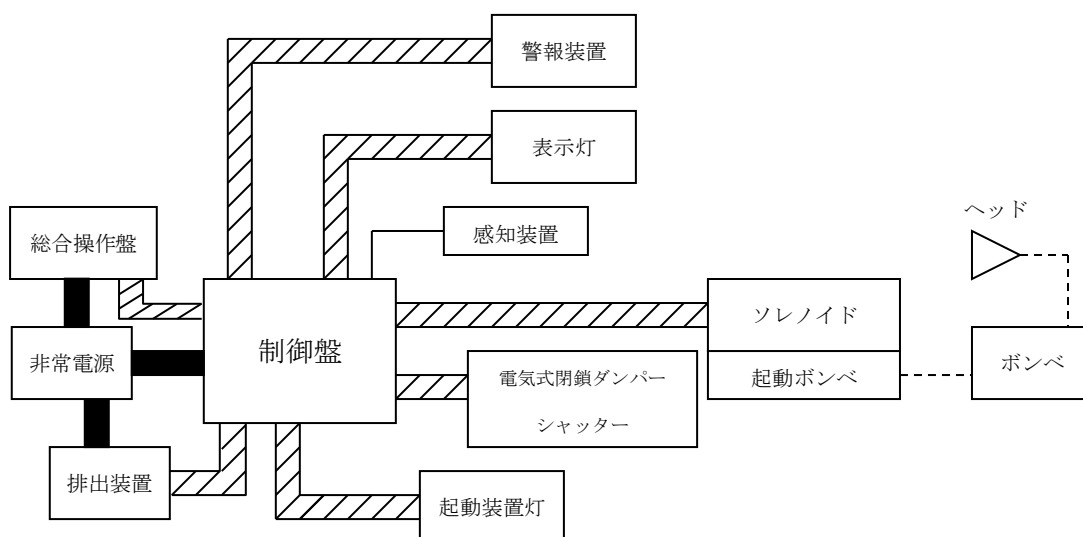 警報装置
表示灯
感知装置
ヘッド
総合操作盤
制御盤
ソレノイド
非常電源
電気式閉鎖ダンパー
シャッター
起動ボンベ
ボンベ
排出装置
起動装置灯